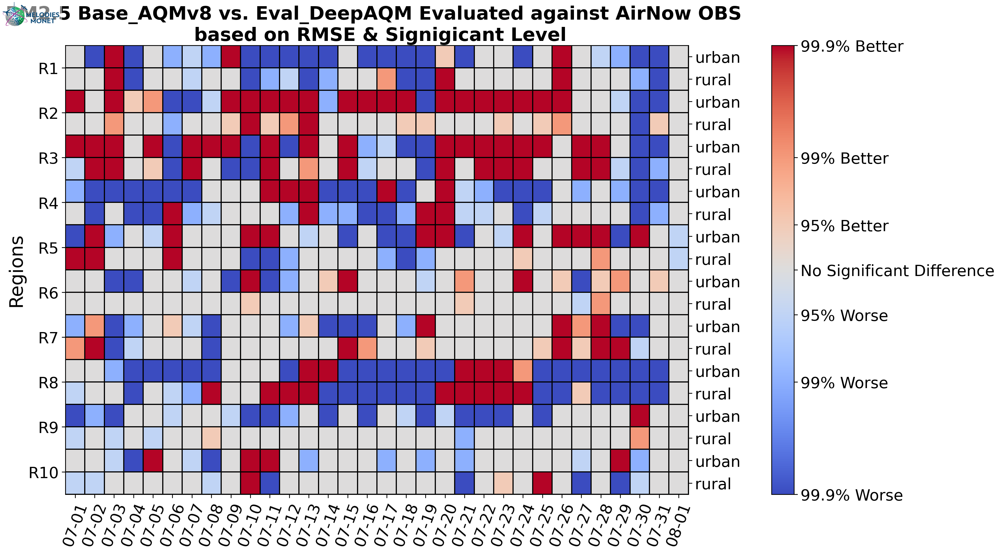 PM2.5 Base_AQMv8 vs. Eval_DeepAQM Evaluated against AirNow OBS
based on RMSE & Signigicant Level
MELODIES
MONET
Regions
R1
R2
R3
R4
R5
R6
R7
R8
R9
R10
urban
rural
urban
rural
urban
rural
urban
rural
urban
rural
urban
rural
urban
rural
urban
rural
urban
rural
urban
rural
99.9% Better
99% Better
95% Better
No Significant Difference
95% Worse
99% Worse
99.9% Worse
07-01
07-02
07-03
07-04
07-05
07-06
07-07
07-08
07-09
07-10
07-11
07-12
07-13
07-14
07-15
07-16
07-17
07-18
07-19
07-20
07-21
07-22
07-23
07-24
07-25
07-26
07-27
07-28
07-29
07-30
07-31
08-01